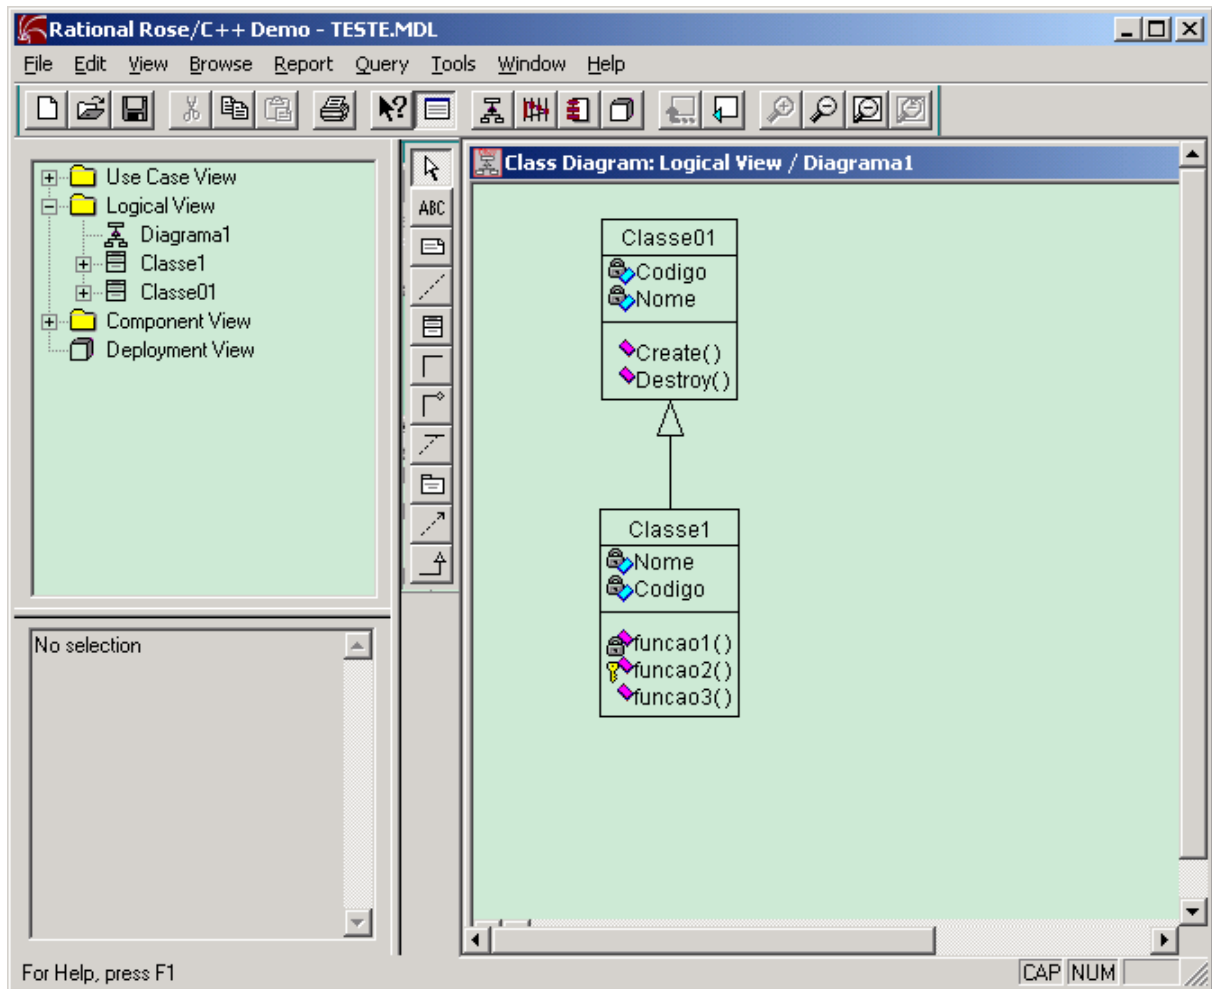 Rational Rose/C++ Demo - TESTE.MDL
File Edit View Browse Report Query Tools Window Help
Use Case View
Logical View
Diagrama1
Classe1
Classe01
Component View
Deployment View
No selection
ABC
Class Diagram: Logical View / Diagrama1
Classe01
Codigo
Nome
Create()
Destroy()
Classe1
Nome
Codigo
funcao1()
funcao2()
funcao3()
For Help, press F1
CAP NUM